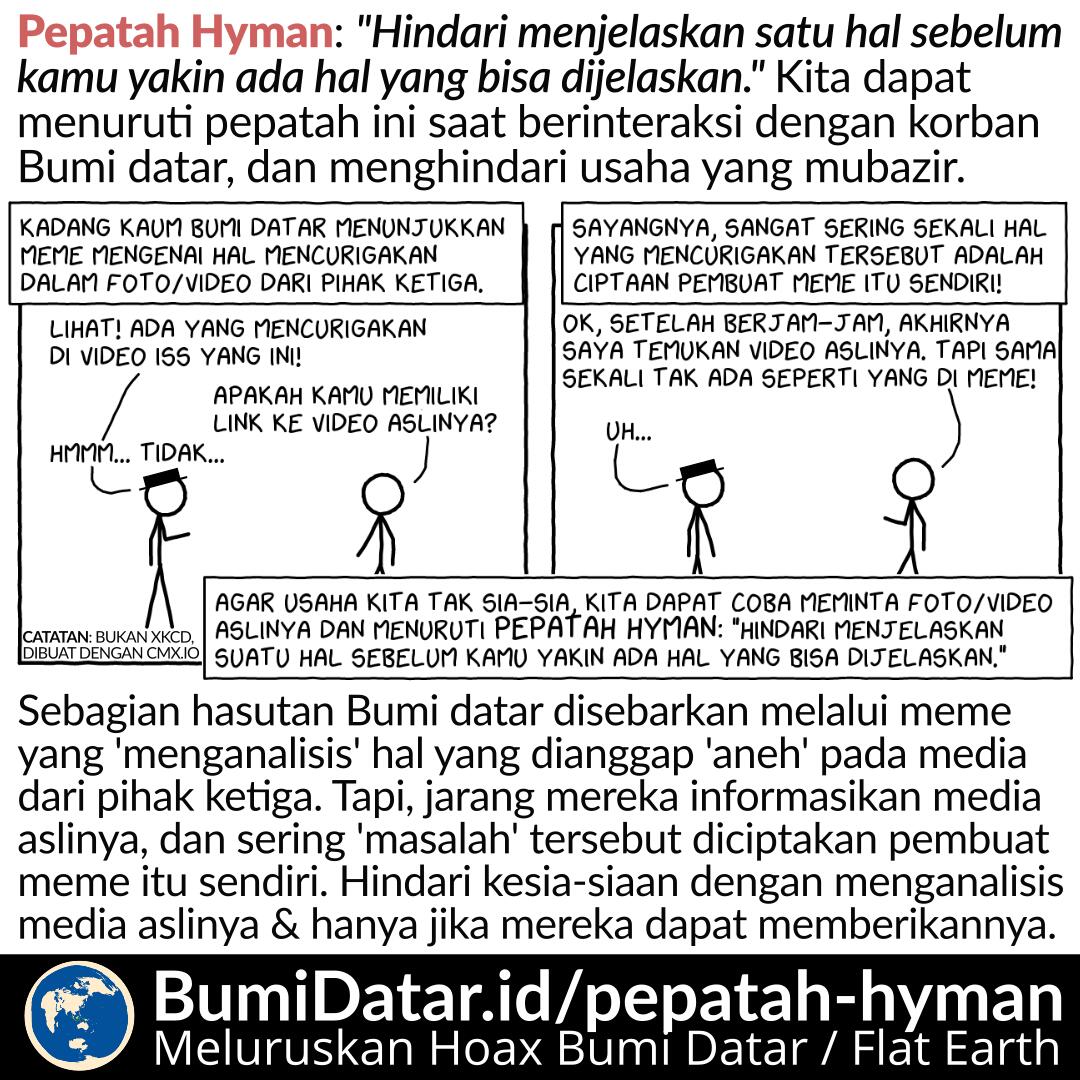 Pepatah Hyman: "Hindari menjelaskan satu hal sebelum
kamu yakin ada hal yang bisa dijelaskan." Kita dapat
menuruti pepatah ini saat berinteraksi dengan korban
Bumi datar, dan menghindari usaha yang mubazir.
KADANG KAUM BUMI DATAR MENUNJUKKAN
MEME MENGENAI HAL MENCURIGAKAN
DALAM FOTO/VIDEO DARI PIHAK KETIGA.
LIHAT! ADA YANG MENCURIGAKAN
DI VIDEO ISS YANG INI!
APAKAH KAMU MEMILIKI
LINK KE VIDEO ASLINYA?
HMMM... TIDAK...
SAYANGNYA, SANGAT SERING SEKALI HAL
YANG MENCURIGAKAN TERSEBUT ADALAH
CIPTAAN PEMBUAT MEME ITU SENDIRI!
OK, SETELAH BERJAM-JAM, AKHIRNYA
SAYA TEMUKAN VIDEO ASLINYA. TAPI SAMA
SEKALI TAK ADA SEPERTI YANG DI MEME!
UH...
AGAR USAHA KITA TAK SIA-SIA, KITA DAPAT COBA MEMINTA FOTO/VIDEO
ASLINYA DAN MENURUTI PEPATAH HYMAN: "HINDARI MENJELASKAN
SUATU HAL SEBELUM KAMU YAKIN ADA HAL YANG BISA DIJELASKAN."
CATATAN: BUKAN XKCD,
DIBUAT DENGAN CMX.IO
Sebagian hasutan Bumi datar disebarkan melalui meme
yang 'menganalisis' hal yang dianggap 'aneh' pada media
dari pihak ketiga. Tapi, jarang mereka informasikan media
aslinya, dan sering 'masalah' tersebut diciptakan pembuat
meme itu sendiri. Hindari kesia-siaan dengan menganalisis
media aslinya & hanya jika mereka dapat memberikannya.
BumiDatar.id/pepatah-hyman
Meluruskan Hoax Bumi Datar / Flat Earth